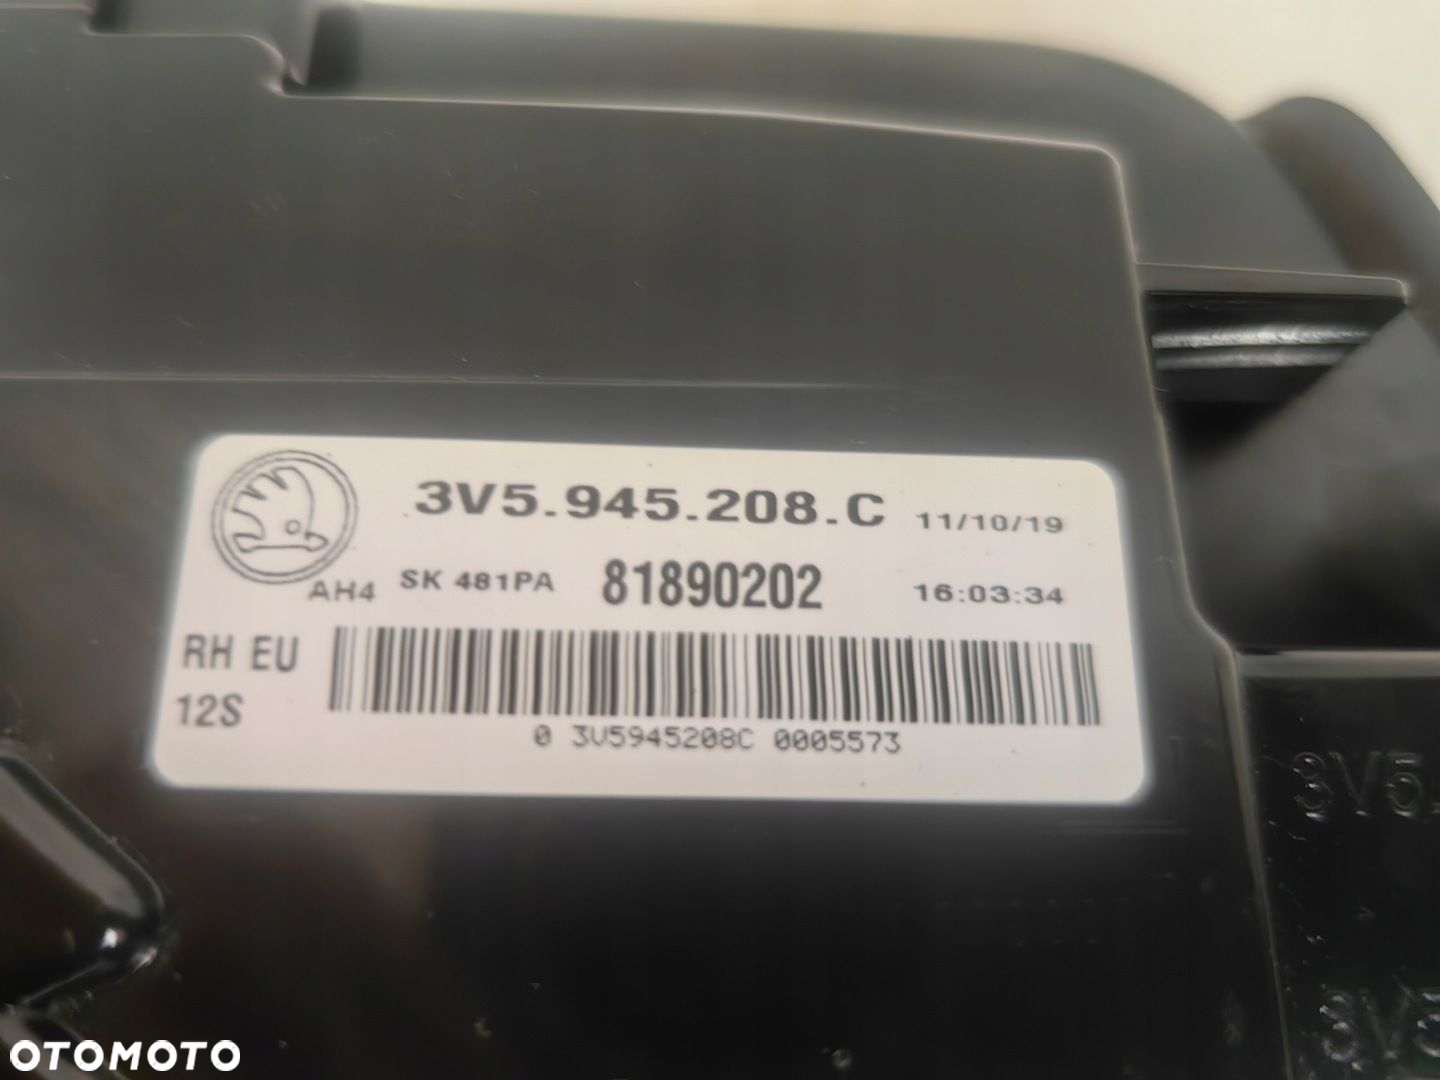 3V5.945.208.C 11/10/19
AH4 SK 481PA 81890202 16:03:34
RH EU
12S
0 3V5945208C 0005573
3V5.
3V5
OTOMOTO